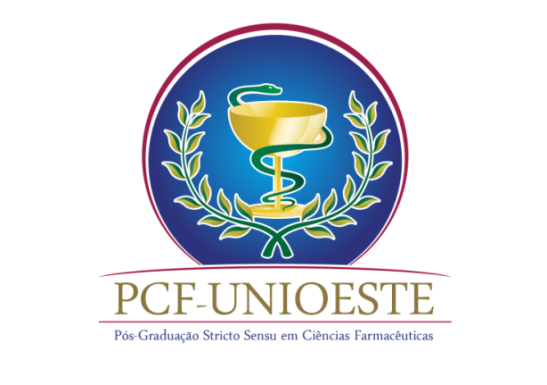 PCF-UNIOESTE
Pós-Graduação Stricto Sensu em Ciências Farmacêuticas